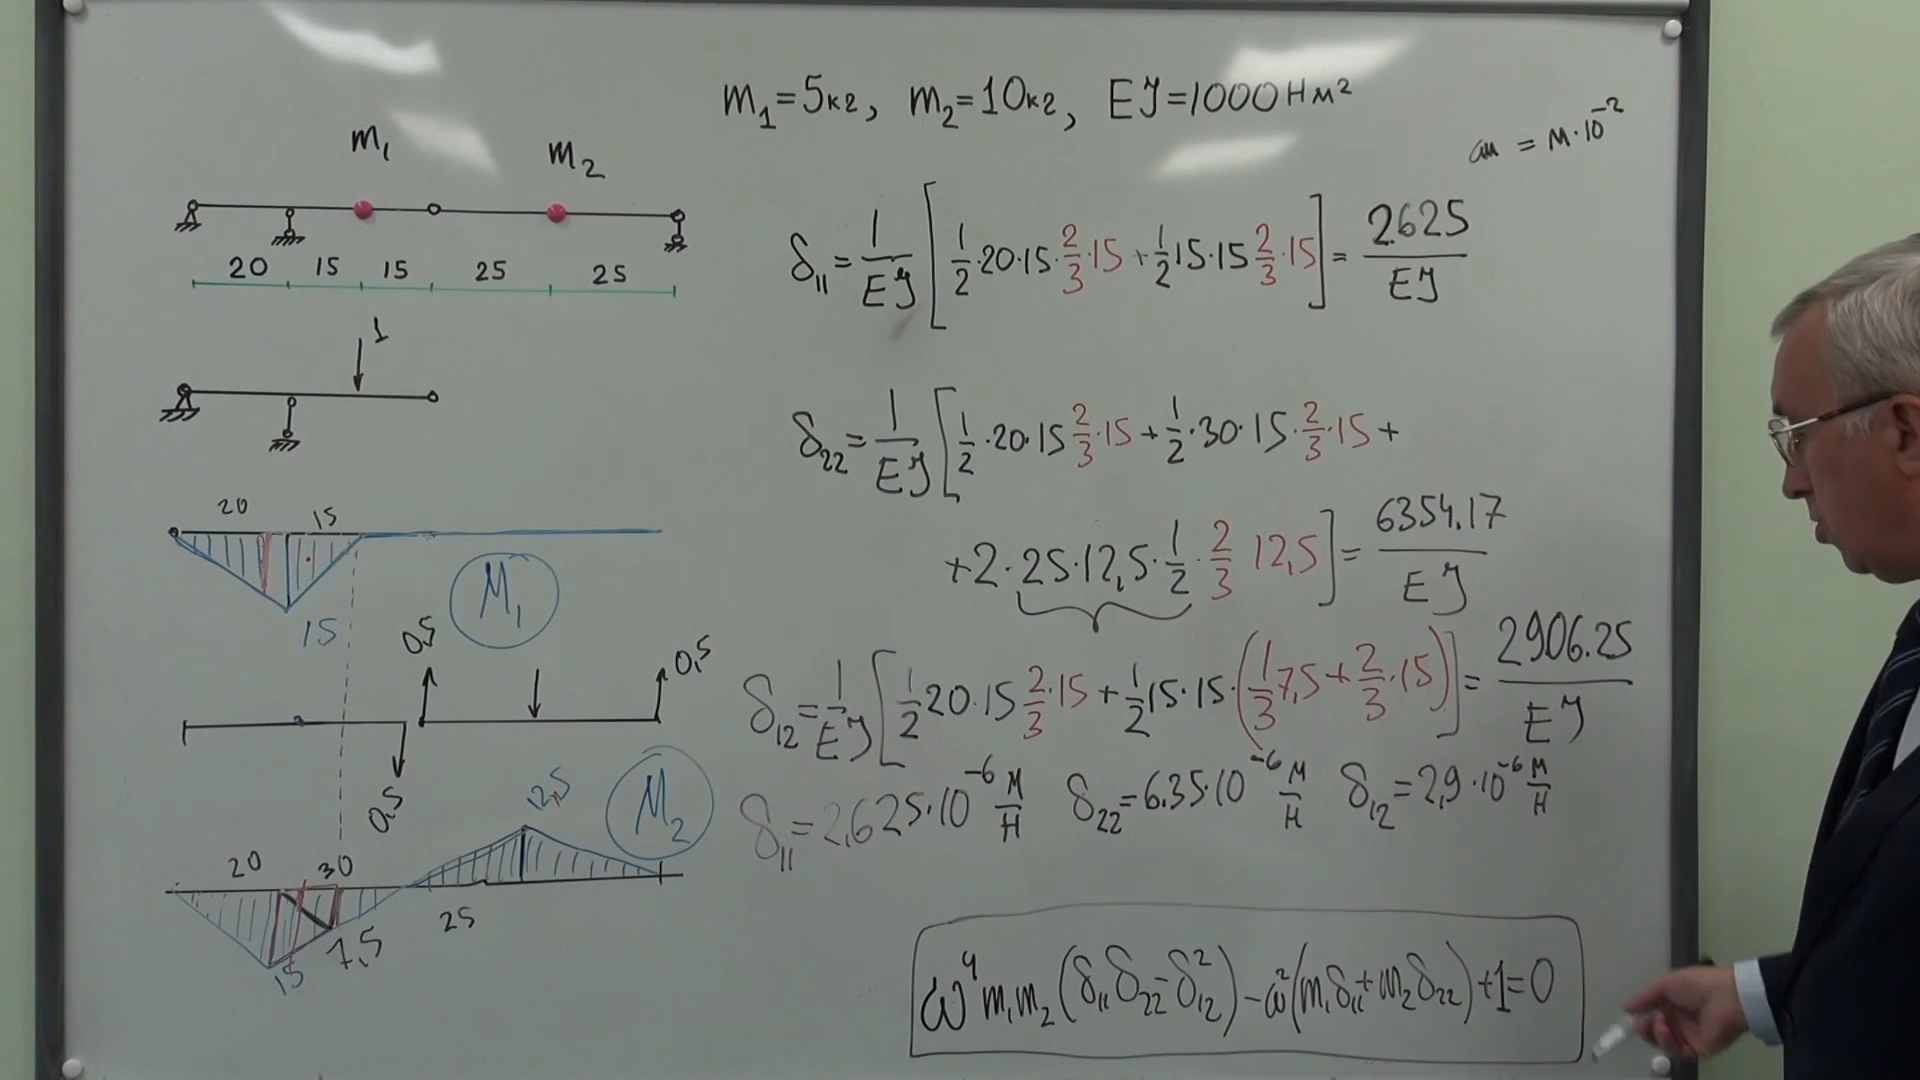 m₁=5кг, m₂=10кг, EJ=1000Нм²
см = м·10⁻²
m₁ m₂
20 15 15 25 25
1
δ₁₁ = 1/EJ [1/2·20·15·2/3·15+1/2 15·15 2/3·15] = 2625/EJ
δ₂₂ = 1/EJ [1/2·20·15 2/3·15+1/2·30·15·2/3·15+
+2·25·12,5·1/2·2/3 12,5] = 6354.17/EJ
20 15
15
M₁
0,5 0,5
0,5
δ₁₂ = 1/EJ [1/2 20·15 2/3·15+1/2 15·15·(1/3 7,5+2/3·15)] = 2906.25/EJ
δ₁₁=2,625·10⁻⁶ м/Н δ₂₂=6.35·10⁻⁶ м/Н δ₁₂=2,9·10⁻⁶ м/Н
12,5
M₂
20 30
25
15 7,5
ω⁴m₁m₂(δ₁₁δ₂₂-δ₁₂²)-ω²(m₁δ₁₁+m₂δ₂₂)+1=0